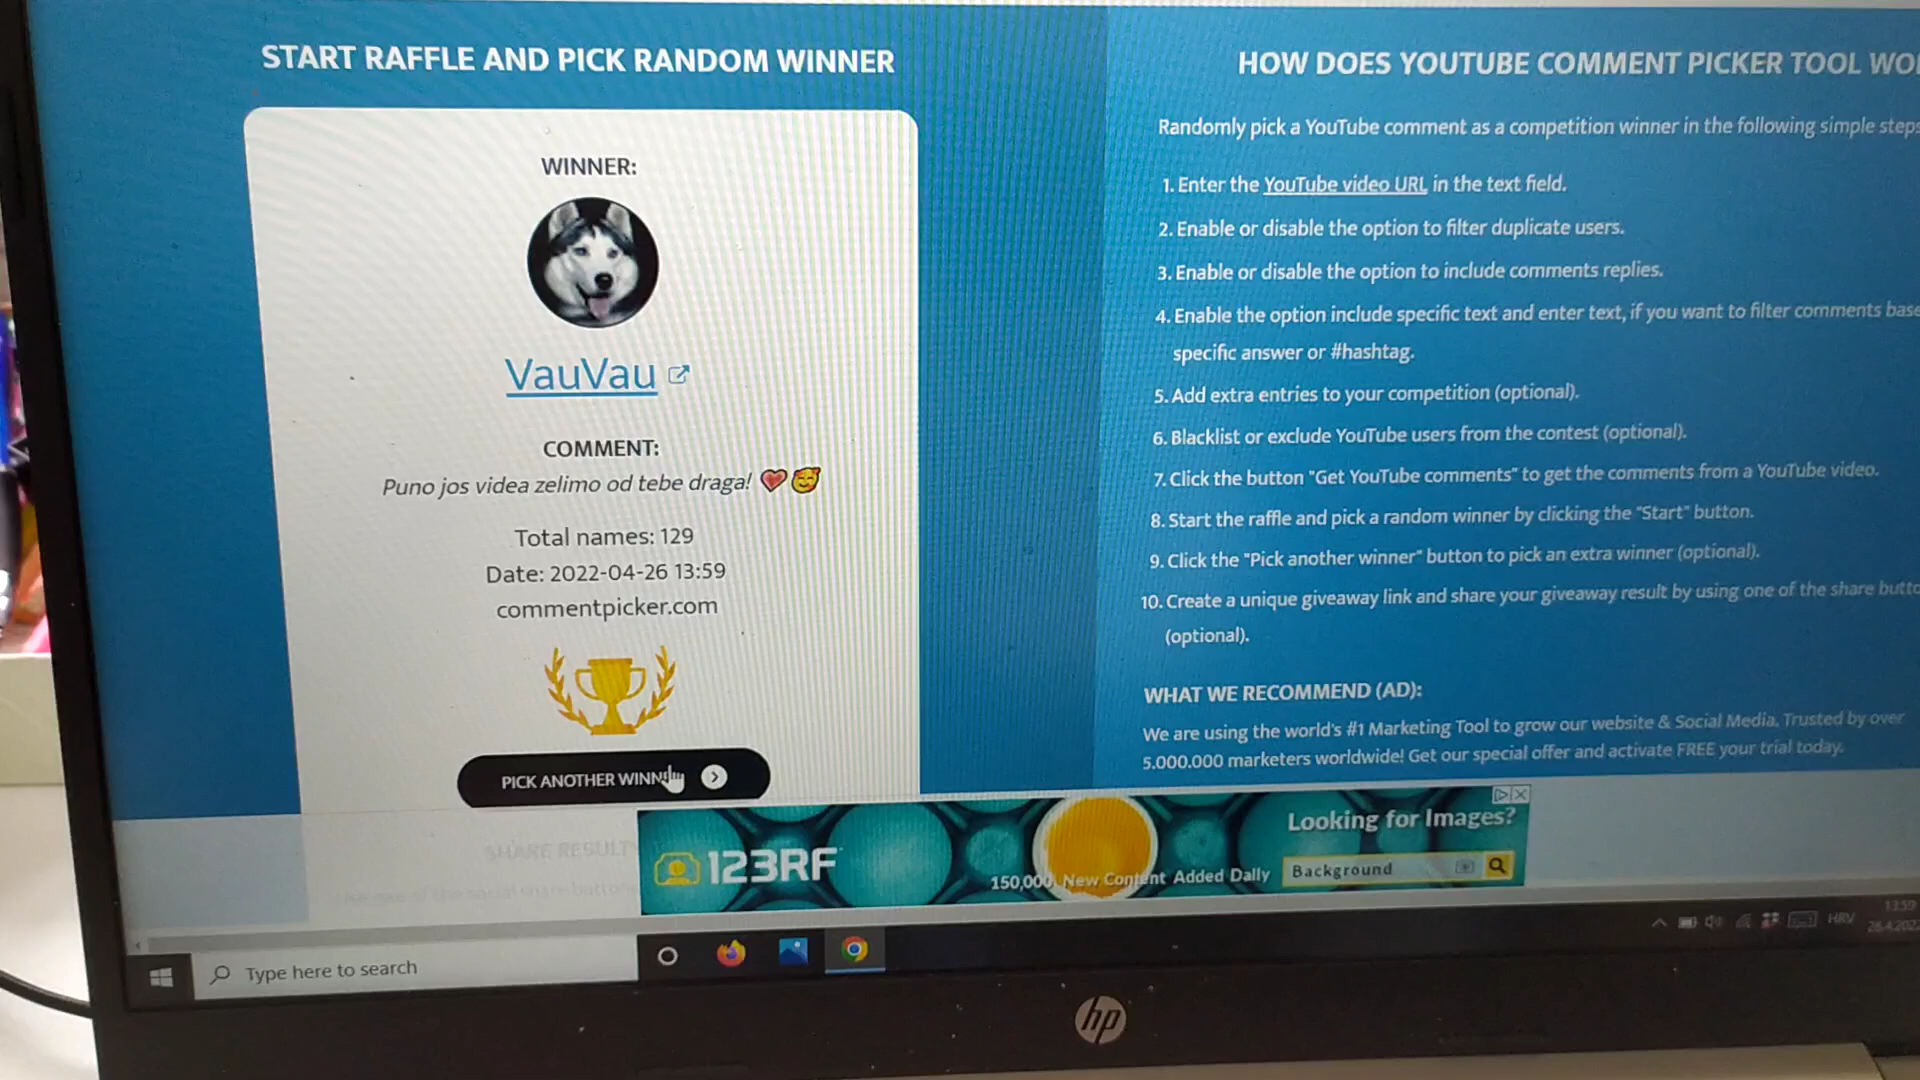 START RAFFLE AND PICK RANDOM WINNER
WINNER:
VauVau
COMMENT:
Puno jos videa zelimo od tebe draga! ❤️🥰
Total names: 129
Date: 2022-04-26 13:59
commentpicker.com
PICK ANOTHER WINN
SHARE RESULT
HOW DOES YOUTUBE COMMENT PICKER TOOL WO
Randomly pick a YouTube comment as a competition winner in the following simple steps
1. Enter the YouTube video URL in the text field.
2. Enable or disable the option to filter duplicate users.
3. Enable or disable the option to include comments replies.
4. Enable the option include specific text and enter text, if you want to filter comments base
specific answer or #hashtag.
5. Add extra entries to your competition (optional).
6. Blacklist or exclude YouTube users from the contest (optional).
7. Click the button "Get YouTube comments" to get the comments from a YouTube video.
8. Start the raffle and pick a random winner by clicking the "Start" button.
9. Click the "Pick another winner" button to pick an extra winner (optional).
10. Create a unique giveaway link and share your giveaway result by using one of the share butto
(optional).
WHAT WE RECOMMEND (AD):
We are using the world's #1 Marketing Tool to grow our website & Social Media. Trusted by over
5.000.000 marketers worldwide! Get our special offer and activate FREE your trial today.
123RF
150,000 New Content Added Daily
Looking for Images?
Background
Type here to search
HRV
13:59
26.4.202
hp